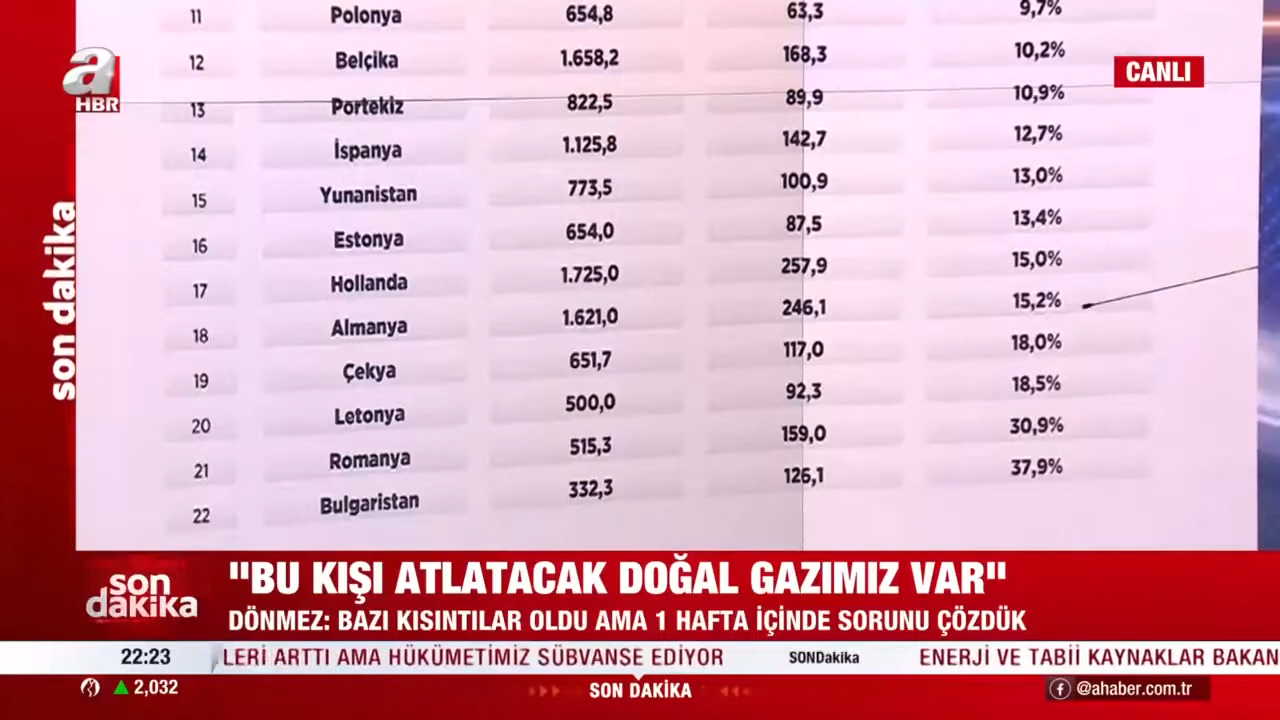 11 Polonya 654,8 63,3 9,7%
12 Belçika 1.658,2 168,3 10,2%
13 Portekiz 822,5 89,9 10,9%
14 İspanya 1.125,8 142,7 12,7%
15 Yunanistan 773,5 100,9 13,0%
16 Estonya 654,0 87,5 13,4%
17 Hollanda 1.725,0 257,9 15,0%
18 Almanya 1.621,0 246,1 15,2%
19 Çekya 651,7 117,0 18,0%
20 Letonya 500,0 92,3 18,5%
21 Romanya 515,3 159,0 30,9%
22 Bulgaristan 332,3 126,1 37,9%
a
HBR
CANLI
son dakika
son
dakika
"BU KIŞI ATLATACAK DOĞAL GAZIMIZ VAR"
DÖNMEZ: BAZI KISINTILAR OLDU AMA 1 HAFTA İÇİNDE SORUNU ÇÖZDÜK
22:23 LERİ ARTTI AMA HÜKÜMETİMİZ SÜBVANSE EDİYOR SONDakika ENERJİ VE TABİİ KAYNAKLAR BAKAN
2,032 SON DAKİKA @ahaber.com.tr